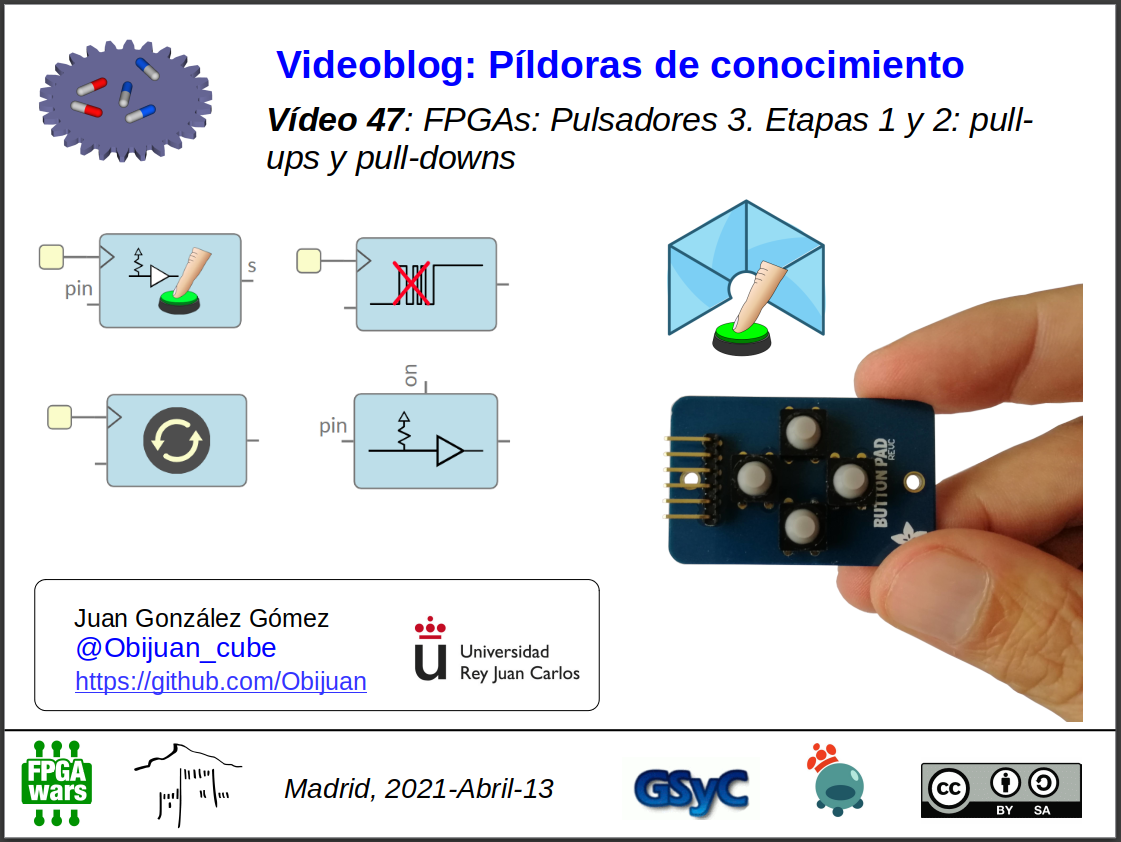 Videoblog: Píldoras de conocimiento
Vídeo 47: FPGAs: Pulsadores 3. Etapas 1 y 2: pull-
ups y pull-downs
s
pin
on
pin
BUTTON PAD
REVC
Juan González Gómez
@Obijuan_cube
https://github.com/Obijuan
u Universidad
Rey Juan Carlos
FPGA
wars
Madrid, 2021-Abril-13
GSyC
cc
BY SA